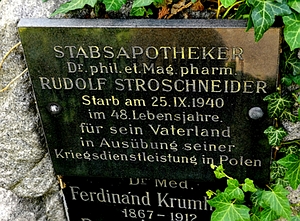 STABSAPOTHEKER
Dr. phil. et. Mag. pharm.
RUDOLF STROSCHNEIDER
Starb am 25.IX.1940
im 48. Lebensjahre.
für sein Vaterland
in Ausübung seiner
Kriegsdienstleistung in Polen
Dr Med.
Ferdinand
1867-1912